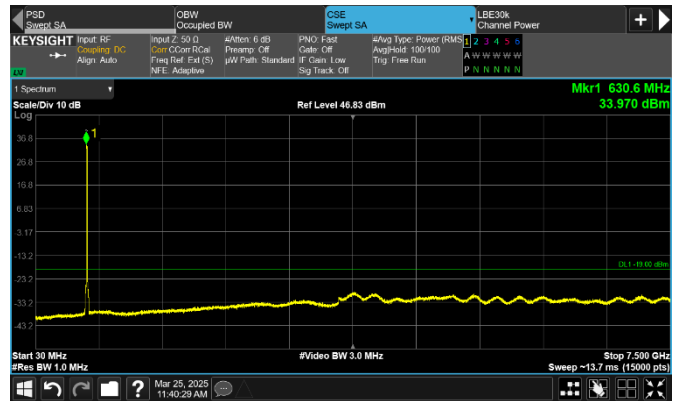 PSD
Swept SA
OBW
Occupied BW
CSE
Swept SA
LBE30k
Channel Power
KEYSIGHT
Input: RF
Coupling: DC
Align: Auto
Input Z: 50 Ω
Corr CCorr RCal
Freq Ref: Ext (S)
NFE: Adaptive
#Atten: 6 dB
Preamp: Off
µW Path: Standard
PNO: Fast
Gate: Off
IF Gain: Low
Sig Track: Off
#Avg Type: Power (RMS
Avg|Hold: 100/100
Trig: Free Run
1 2 3 4 5 6
A W W W W W
P N N N N N
LXI
1 Spectrum
Scale/Div 10 dB
Log
Ref Level 46.83 dBm
Mkr1 630.6 MHz
33.970 dBm
1
36.8
26.8
16.8
6.83
-3.17
-13.2
-23.2
-33.2
-43.2
DL1 -19.00 dBm
Start 30 MHz
#Res BW 1.0 MHz
#Video BW 3.0 MHz
Stop 7.500 GHz
Sweep ~13.7 ms (15000 pts)
?
Mar 25, 2025
11:40:29 AM